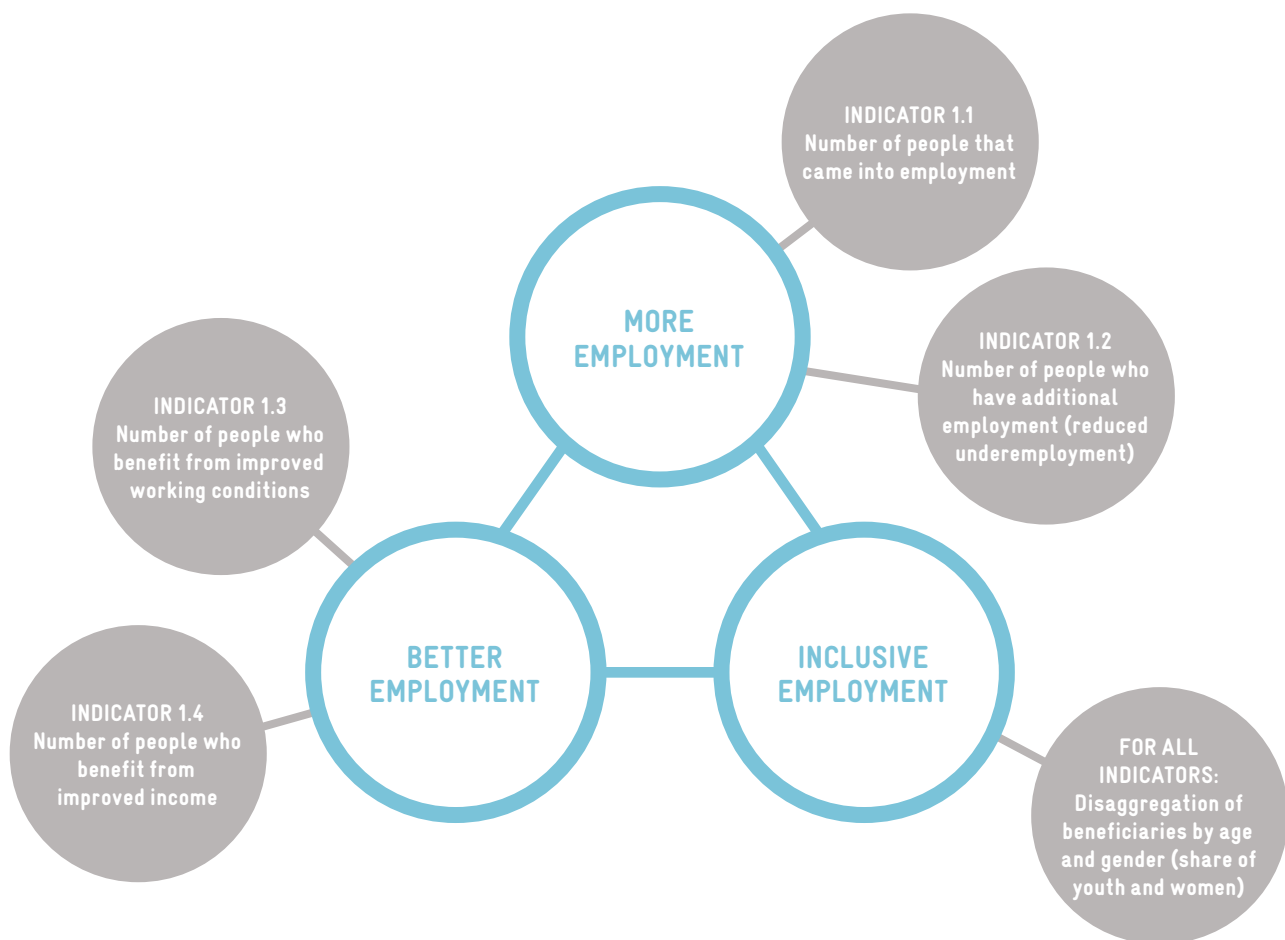 INDICATOR 1.1
Number of people that
came into employment
MORE
EMPLOYMENT
INDICATOR 1.2
Number of people who
have additional
employment (reduced
underemployment)
INDICATOR 1.3
Number of people who
benefit from improved
working conditions
BETTER
EMPLOYMENT
INCLUSIVE
EMPLOYMENT
INDICATOR 1.4
Number of people who
benefit from
improved income
FOR ALL
INDICATORS:
Disaggregation of
beneficiaries by age
and gender (share of
youth and women)